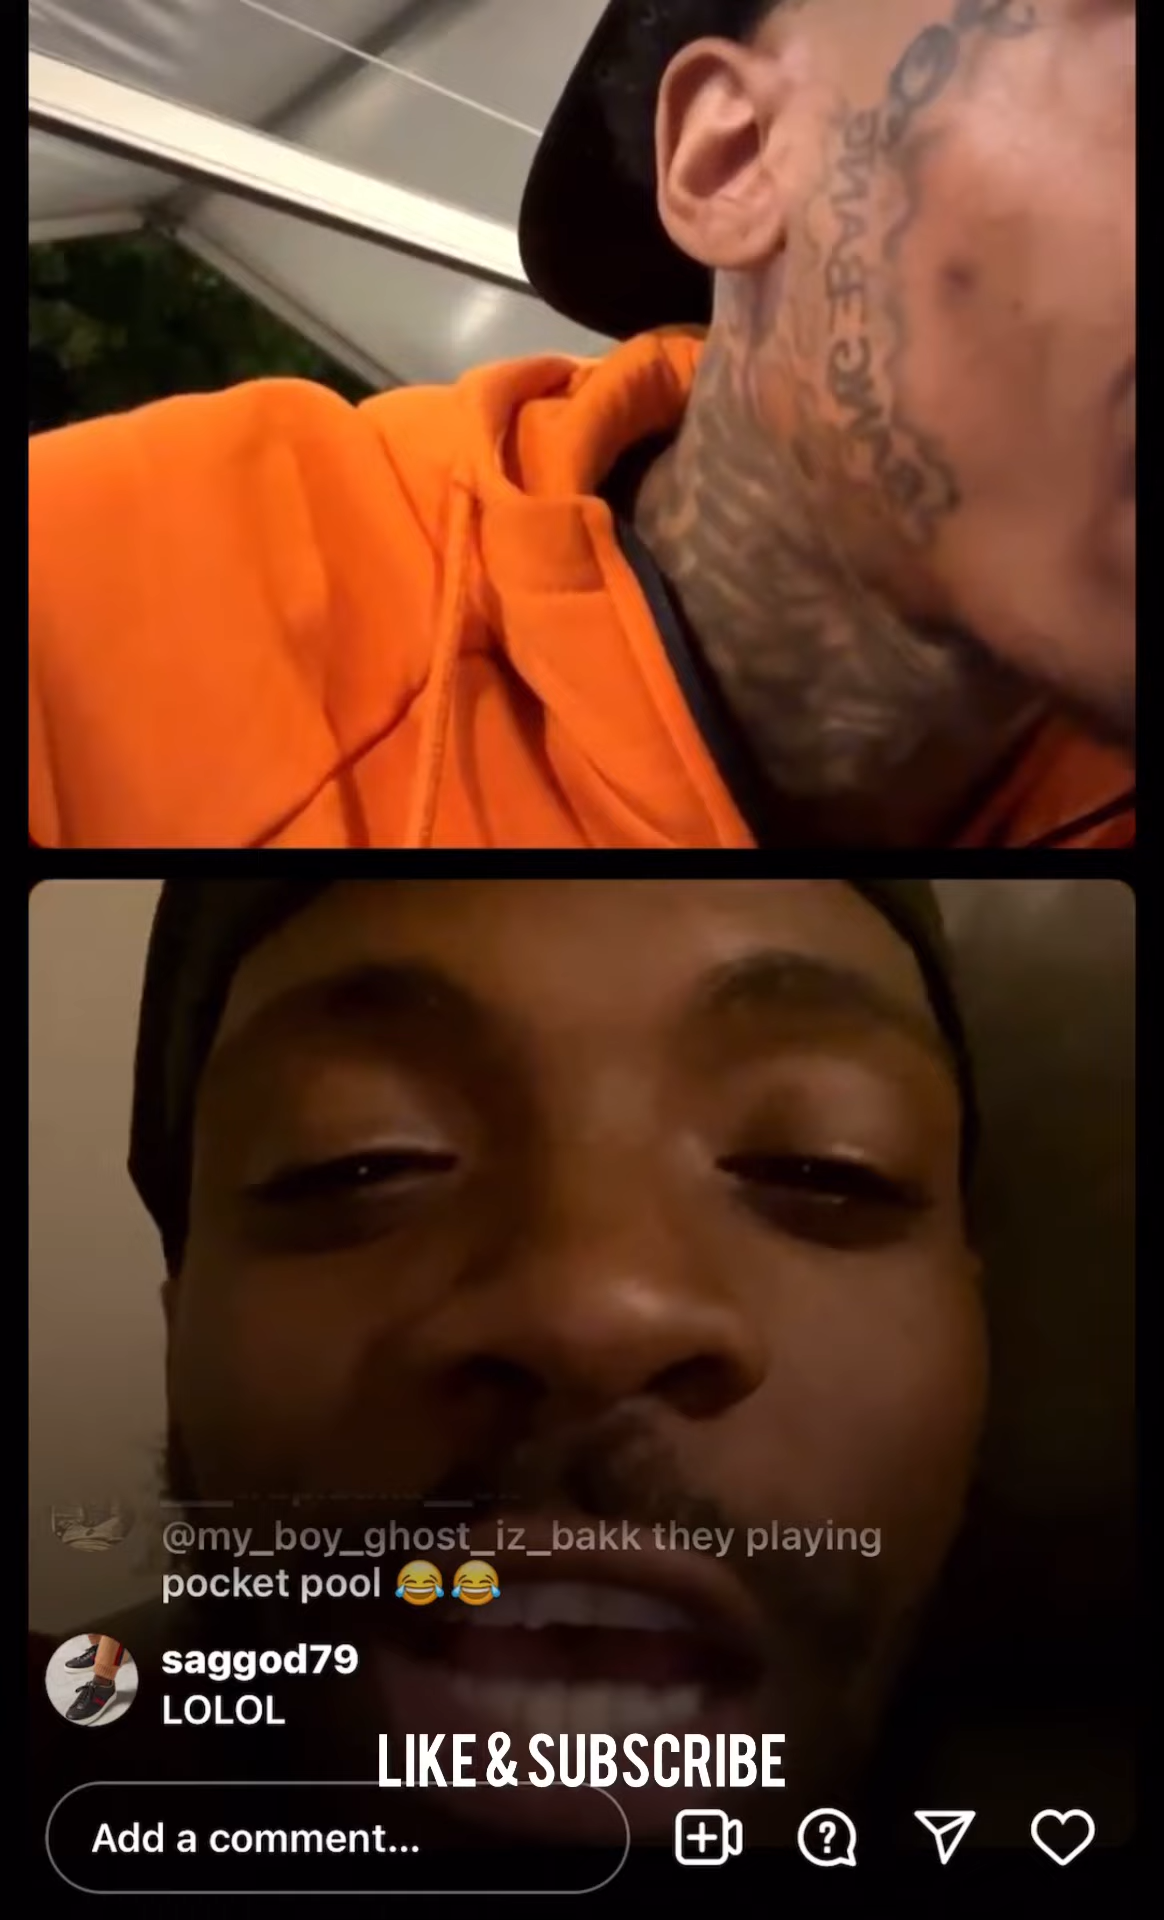 @my_boy_ghost_iz_bakk they playing
pocket pool 😂😂
saggod79
LOLOL
LIKE & SUBSCRIBE
Add a comment...